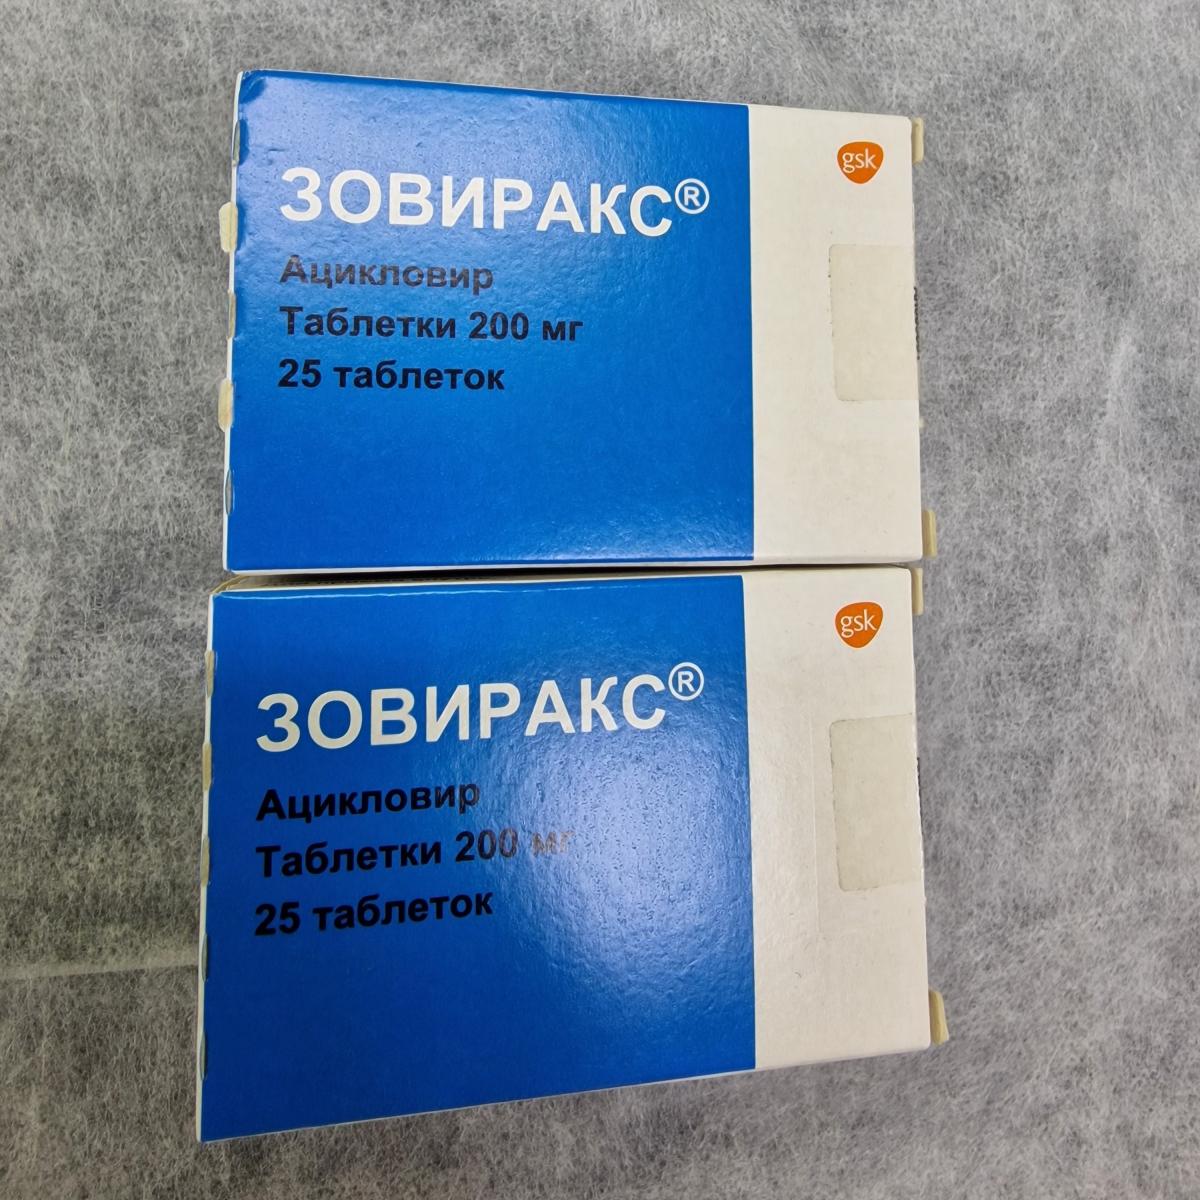 ЗОВИРАКС®
gsk
Ацикловир
Таблетки 200 мг
25 таблеток
ЗОВИРАКС®
gsk
Ацикловир
Таблетки 200 мг
25 таблеток